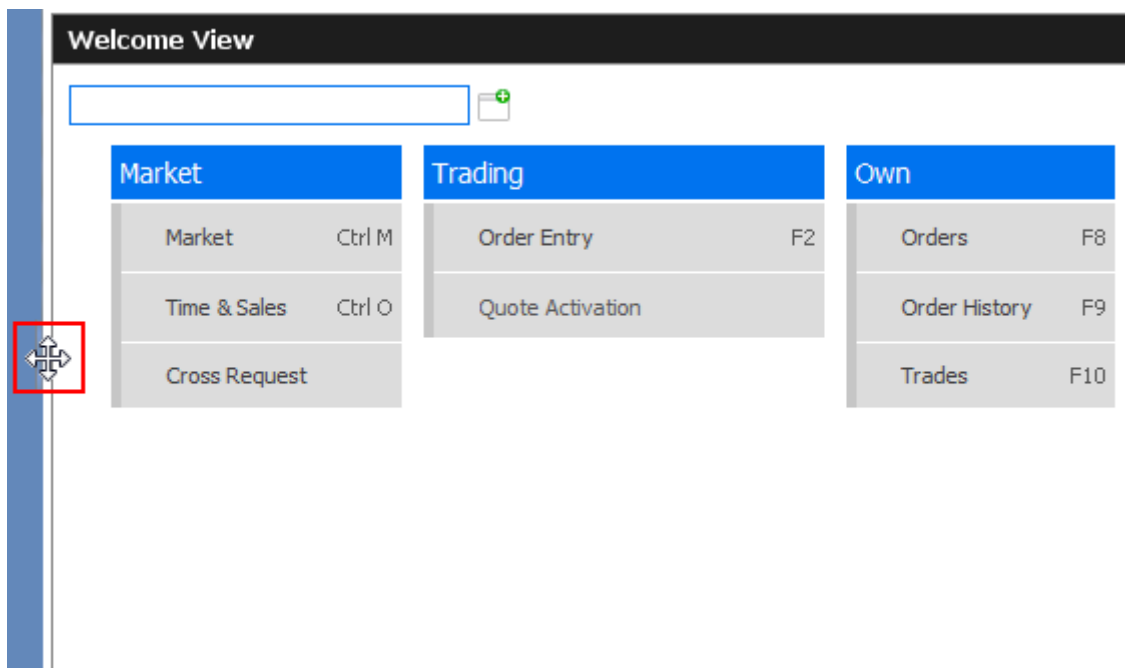 Welcome View
Market
Trading
Own
Market Ctrl M
Order Entry F2
Orders F8
Time & Sales Ctrl O
Quote Activation
Order History F9
Cross Request
Trades F10